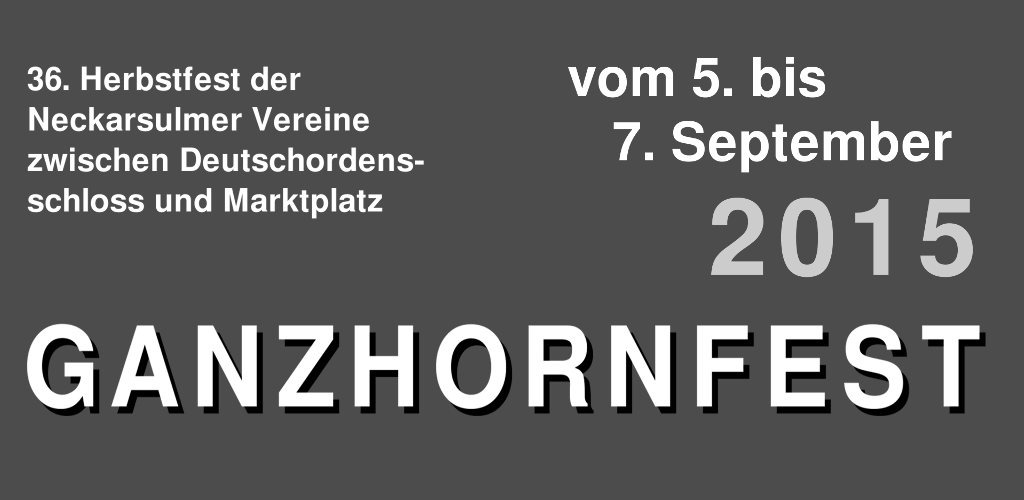 36. Herbstfest der
Neckarsulmer Vereine
zwischen Deutschordens-
schloss und Marktplatz
vom 5. bis
7. September
2015
GANZHORNFEST